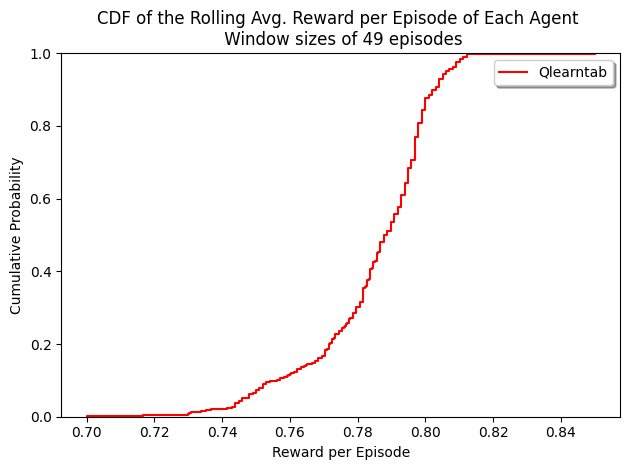 CDF of the Rolling Avg. Reward per Episode of Each Agent
Window sizes of 49 episodes
Qlearntab
1.0
0.8
0.6
0.4
0.2
0.0
Cumulative Probability
0.70 0.72 0.74 0.76 0.78 0.80 0.82 0.84
Reward per Episode